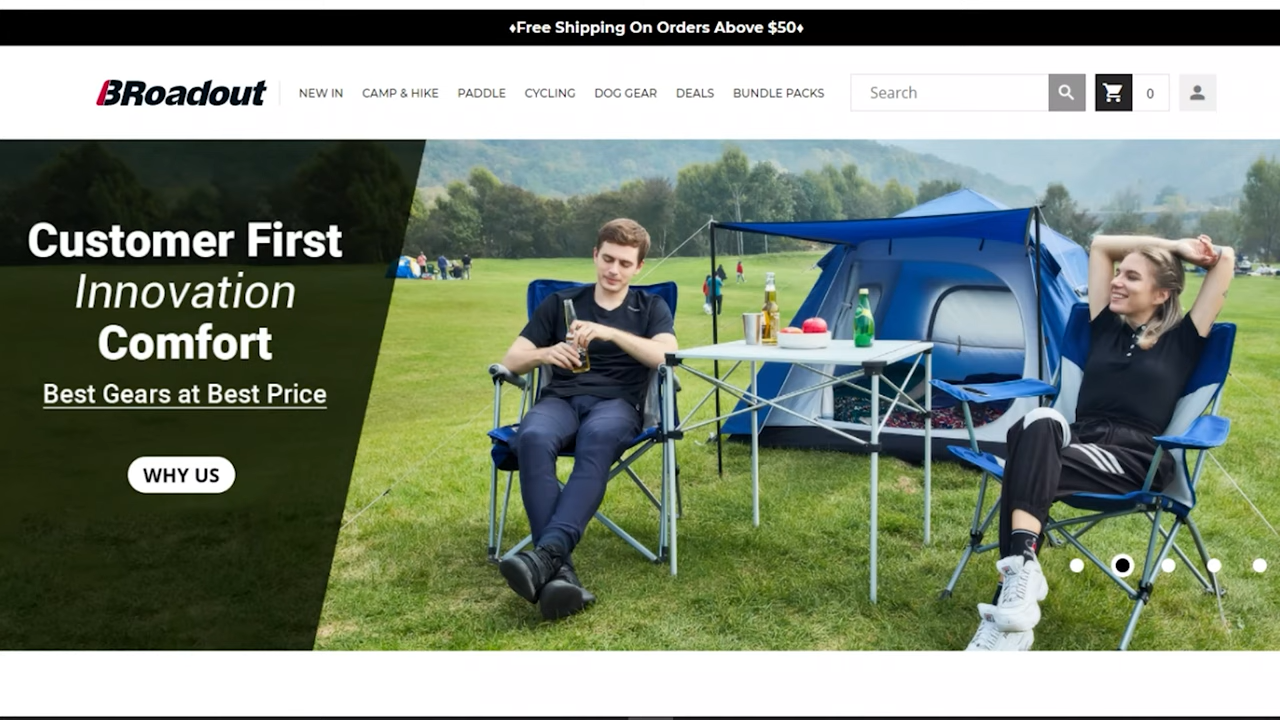 ♦Free Shipping On Orders Above $50♦
BRoadout
NEW IN CAMP & HIKE PADDLE CYCLING DOG GEAR DEALS BUNDLE PACKS
Search
0
Customer First
Innovation
Comfort
Best Gears at Best Price
WHY US